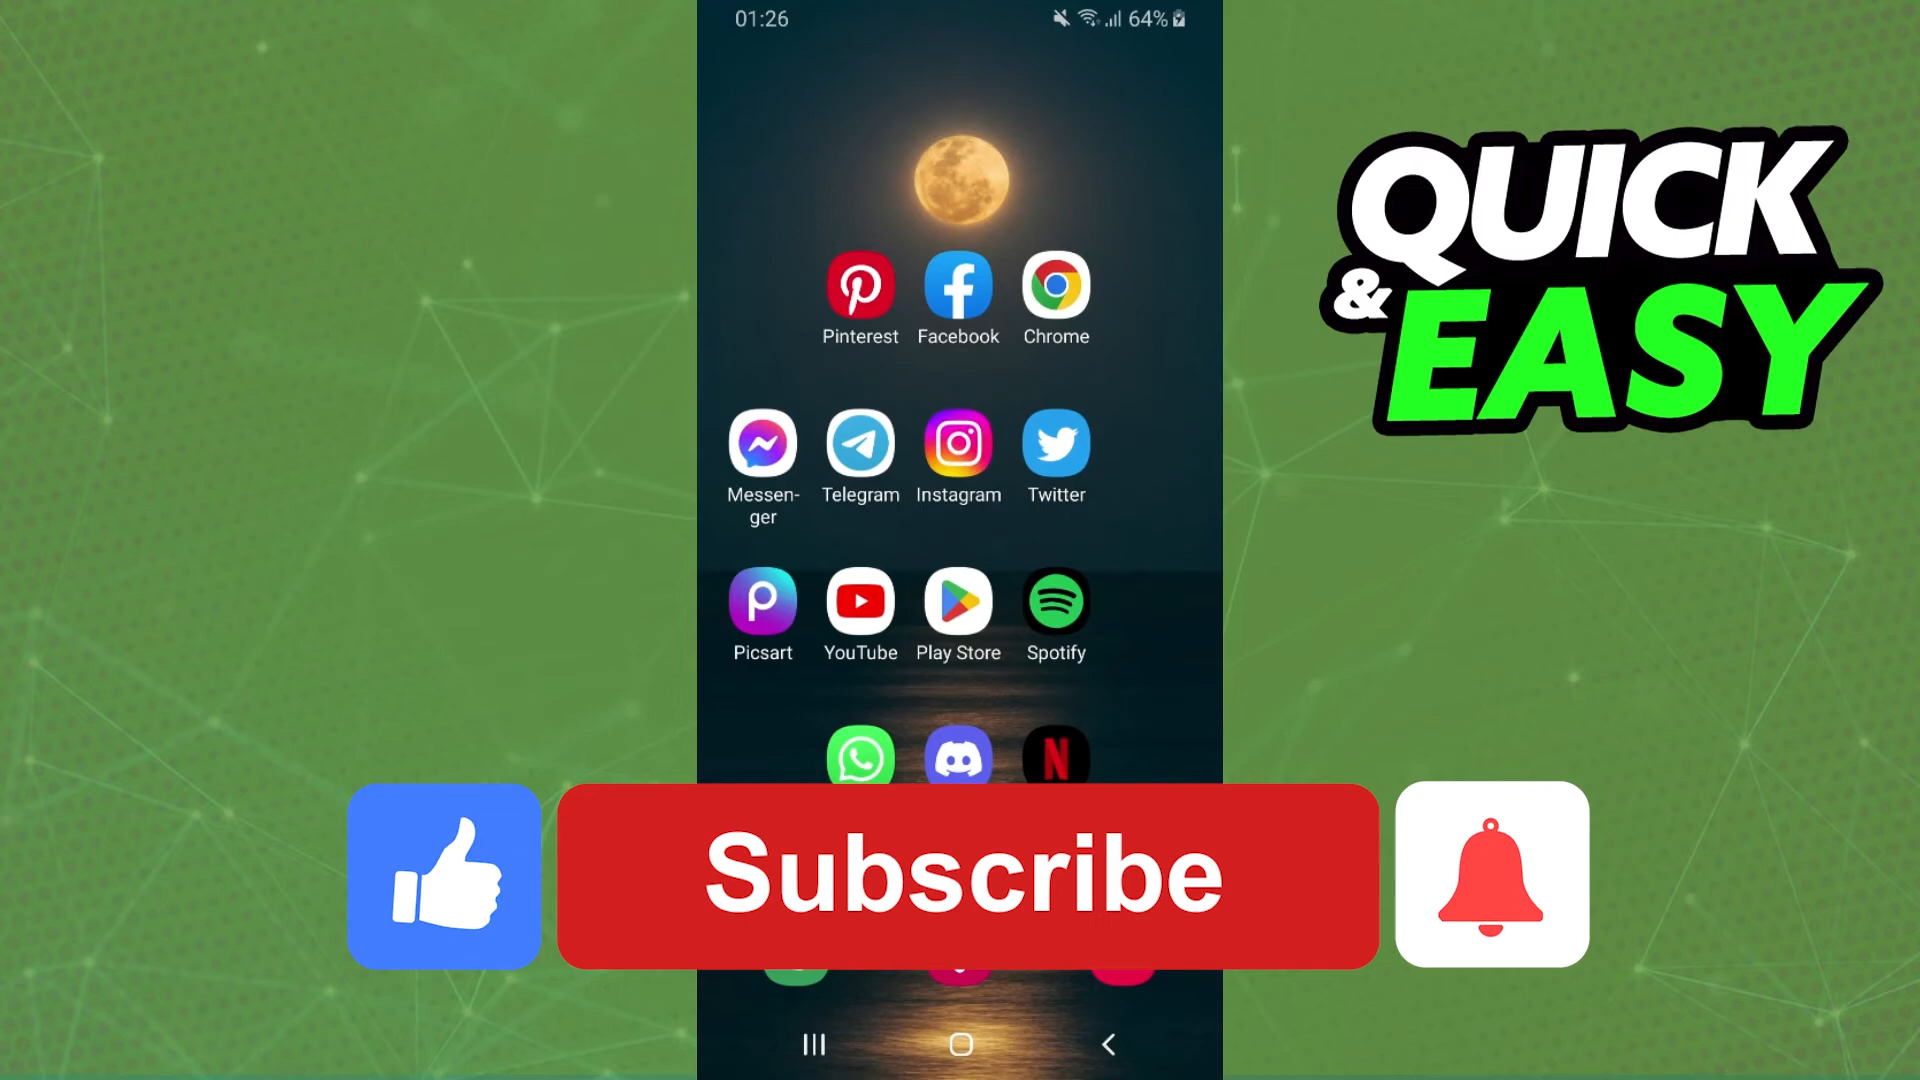 01:26
64%
QUICK
& EASY
Pinterest Facebook Chrome
Messen-
ger
Telegram Instagram Twitter
Picsart YouTube Play Store Spotify
Subscribe